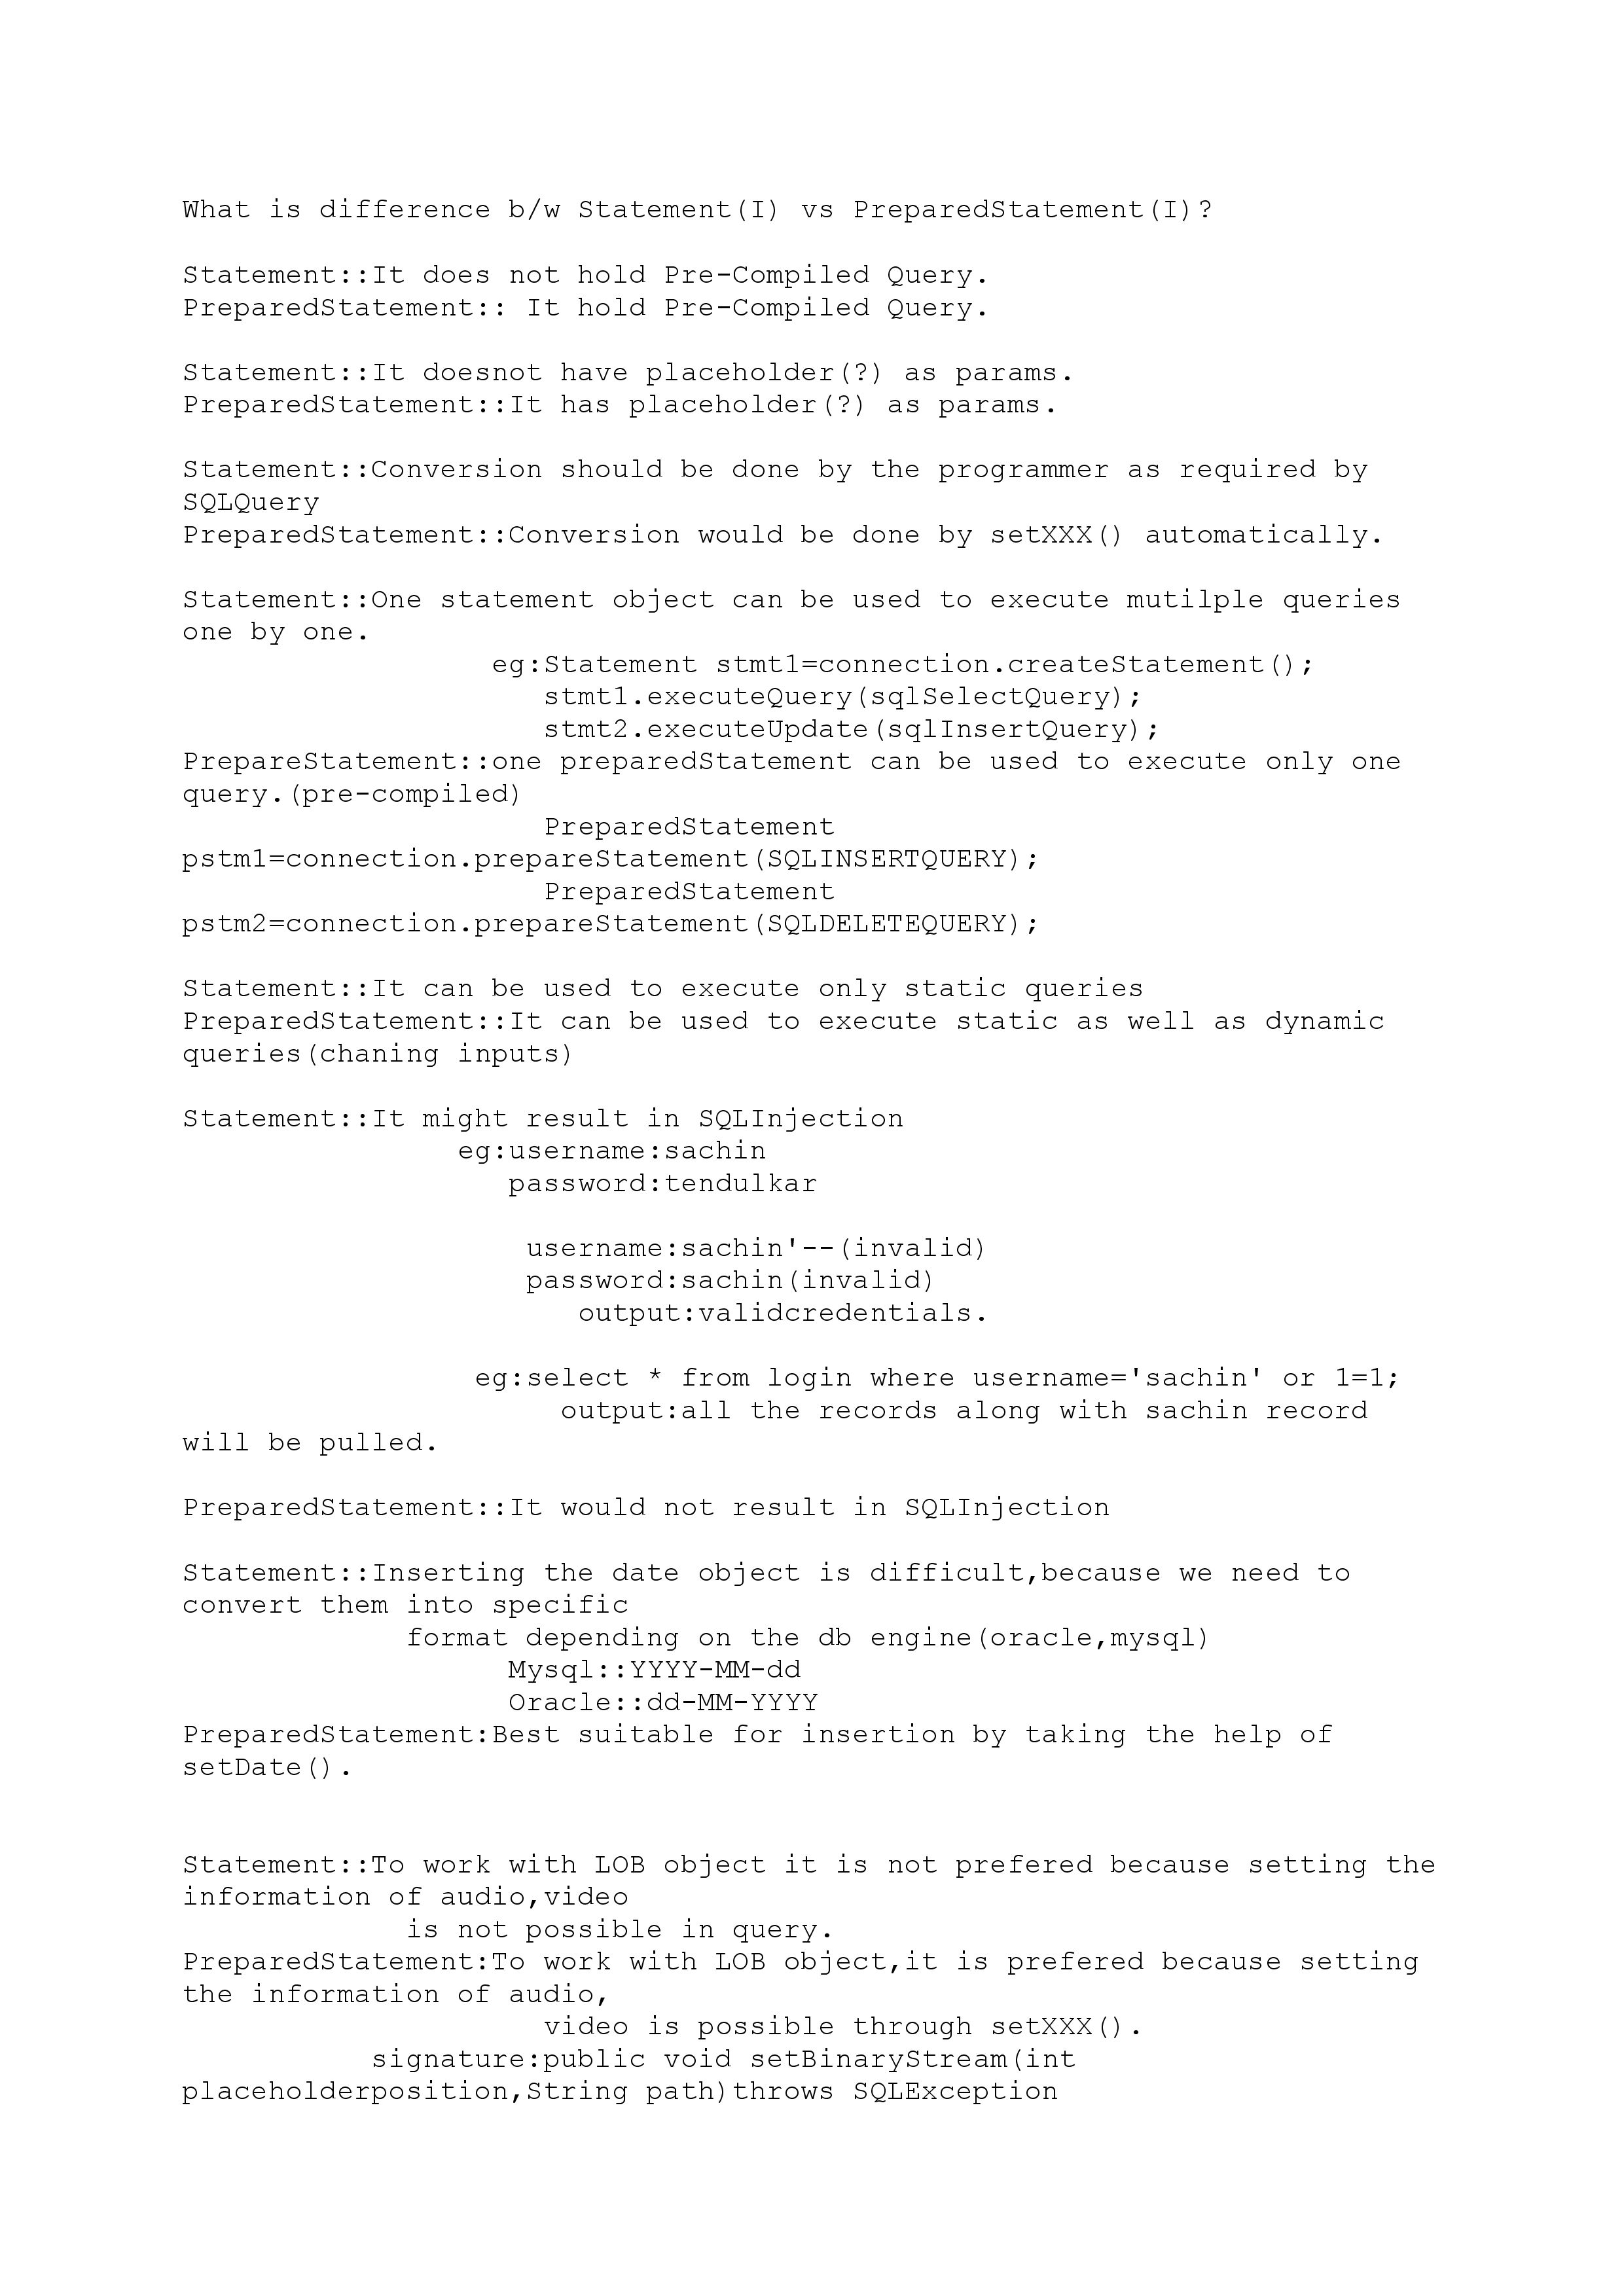 What is difference b/w Statement(I) vs PreparedStatement(I)?
Statement::It does not hold Pre-Compiled Query.
PreparedStatement:: It hold Pre-Compiled Query.
Statement::It doesnot have placeholder(?) as params.
PreparedStatement::It has placeholder(?) as params.
Statement::Conversion should be done by the programmer as required by
SQLQuery
PreparedStatement::Conversion would be done by setXXX() automatically.
Statement::One statement object can be used to execute mutilple queries
one by one.
eg:Statement stmt1=connection.createStatement();
stmt1.executeQuery(sqlSelectQuery);
stmt2.executeUpdate(sqlInsertQuery);
PrepareStatement::one preparedStatement can be used to execute only one
query.(pre-compiled)
PreparedStatement
pstm1=connection.prepareStatement(SQLINSERTQUERY);
PreparedStatement
pstm2=connection.prepareStatement(SQLDELETEQUERY);
Statement::It can be used to execute only static queries
PreparedStatement::It can be used to execute static as well as dynamic
queries(chaning inputs)
Statement::It might result in SQLInjection
eg:username:sachin
password:tendulkar
username:sachin'--(invalid)
password:sachin(invalid)
output:validcredentials.
eg:select * from login where username='sachin' or 1=1;
output:all the records along with sachin record
will be pulled.
PreparedStatement::It would not result in SQLInjection
Statement::Inserting the date object is difficult,because we need to
convert them into specific
format depending on the db engine(oracle,mysql)
Mysql::YYYY-MM-dd
Oracle::dd-MM-YYYY
PreparedStatement:Best suitable for insertion by taking the help of
setDate().
Statement::To work with LOB object it is not prefered because setting the
information of audio,video
is not possible in query.
PreparedStatement:To work with LOB object,it is prefered because setting
the information of audio,
video is possible through setXXX().
signature:public void setBinaryStream(int
placeholderposition,String path)throws SQLException